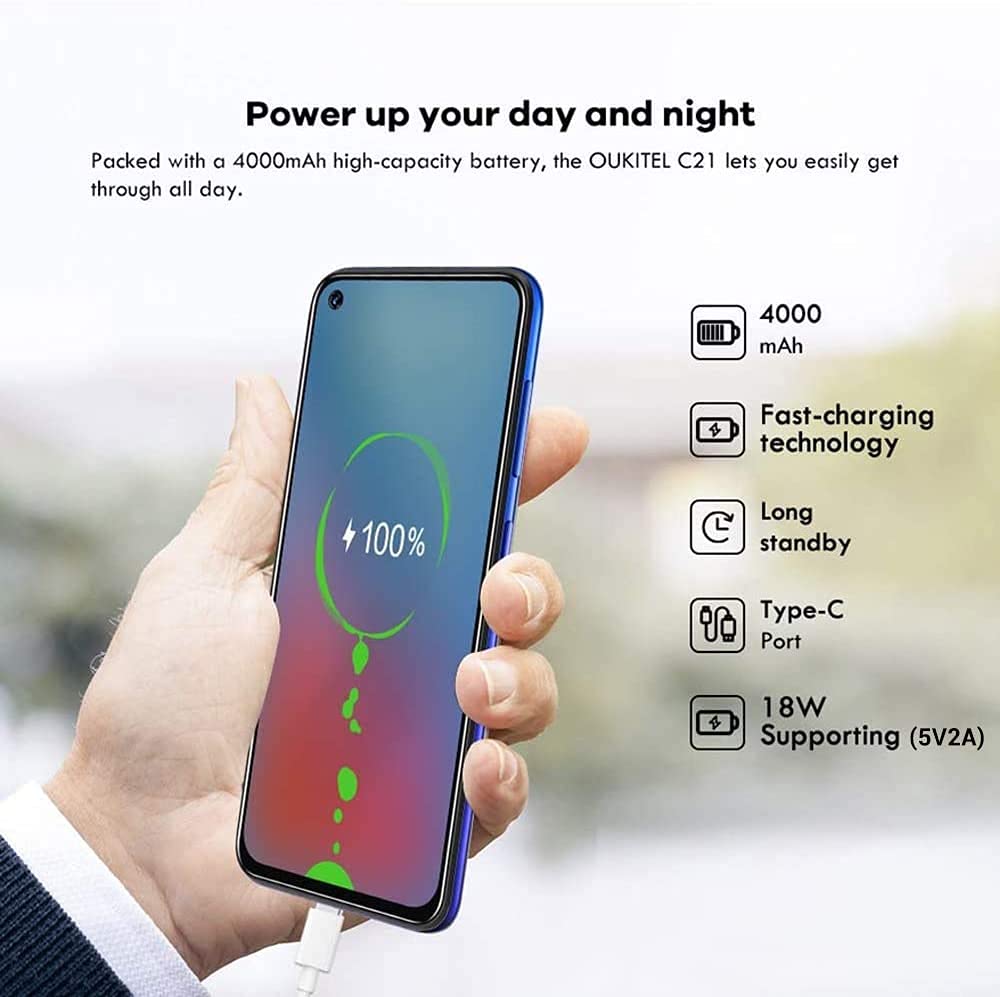 Power up your day and night
Packed with a 4000mAh high-capacity battery, the OUKITEL C21 lets you easily get
through all day.
4000
mAh
Fast-charging
technology
Long
standby
Type-C
Port
18W
Supporting (5V2A)
100%